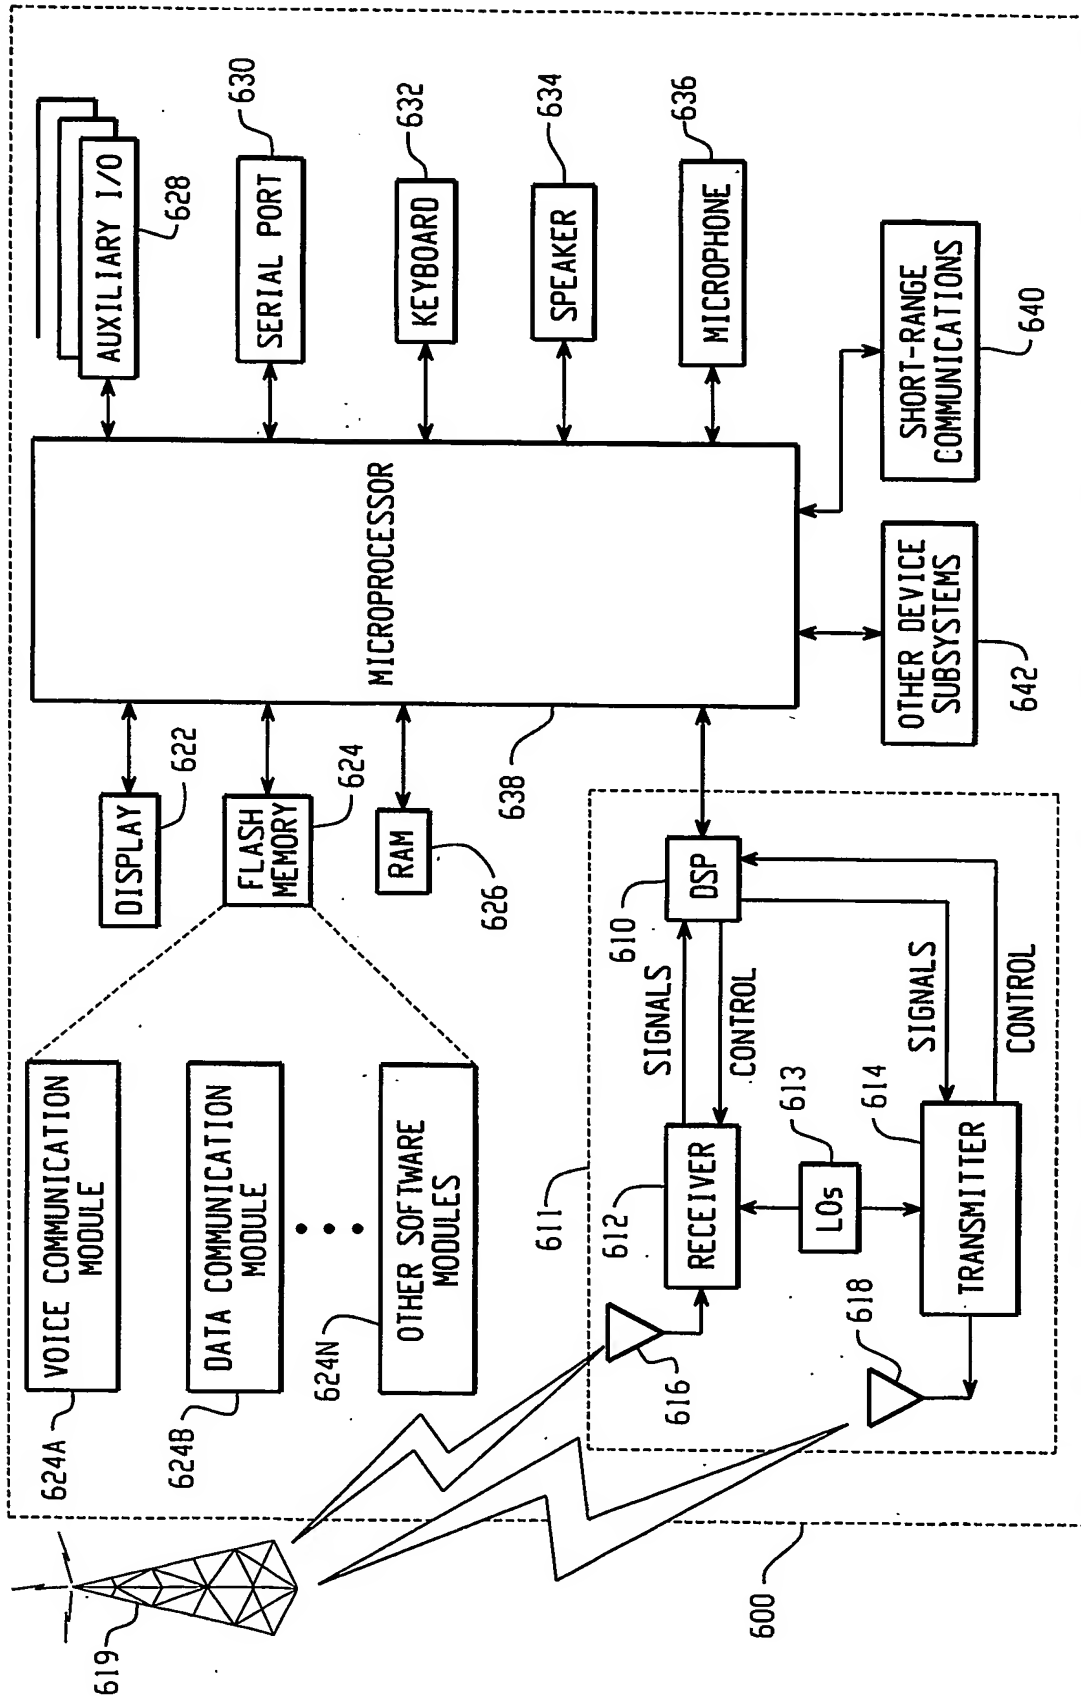 619
600
624A
VOICE COMMUNICATION
MODULE
624B
DATA COMMUNICATION
MODULE
624N
OTHER SOFTWARE
MODULES
DISPLAY
622
FLASH
MEMORY
624
RAM
626
638
MICROPROCESSOR
AUXILIARY I/O
628
SERIAL PORT
630
KEYBOARD
632
SPEAKER
634
MICROPHONE
636
SHORT-RANGE
COMMUNICATIONS
640
OTHER DEVICE
SUBSYSTEMS
642
611
616
612
RECEIVER
SIGNALS
CONTROL
610
DSP
613
LOs
618
614
TRANSMITTER
SIGNALS
CONTROL